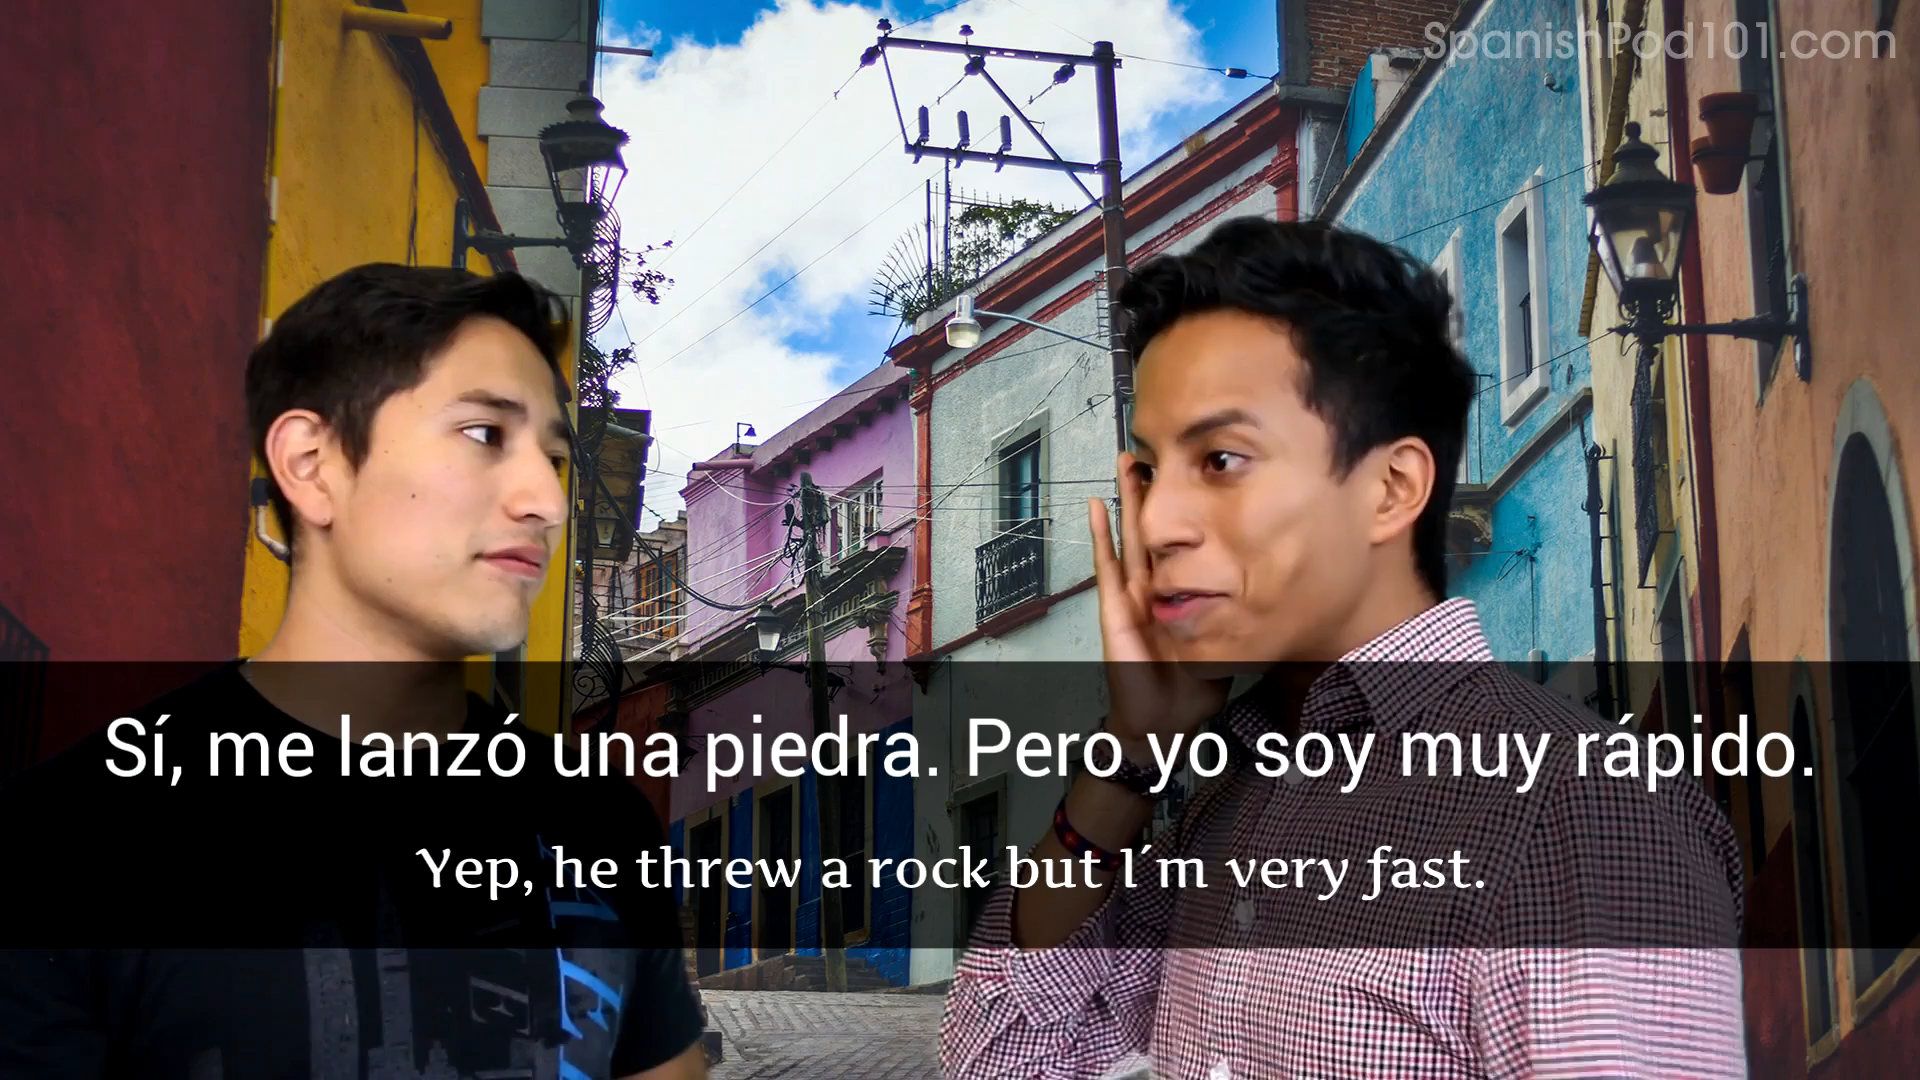 SpanishPod101.com
Sí, me lanzó una piedra. Pero yo soy muy rápido.
Yep, he threw a rock but I´m very fast.